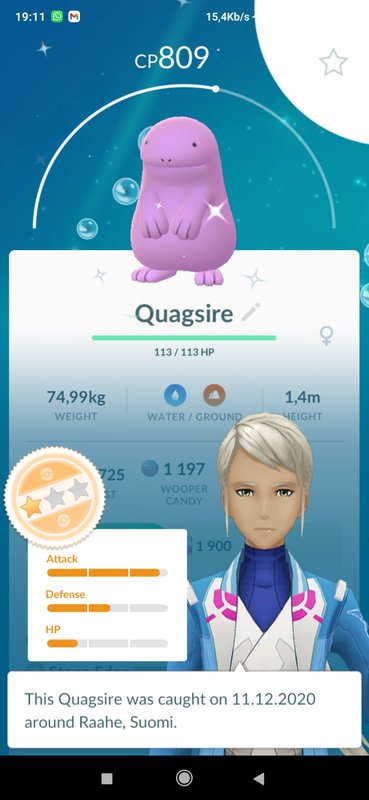 19:11
15,4Kb/s
CP809
Quagsire
113 / 113 HP
74,99kg
WEIGHT
WATER / GROUND
1,4m
HEIGHT
725
1 197
WOOPER
CANDY
1 900
Attack
Defense
HP
This Quagsire was caught on 11.12.2020
around Raahe, Suomi.